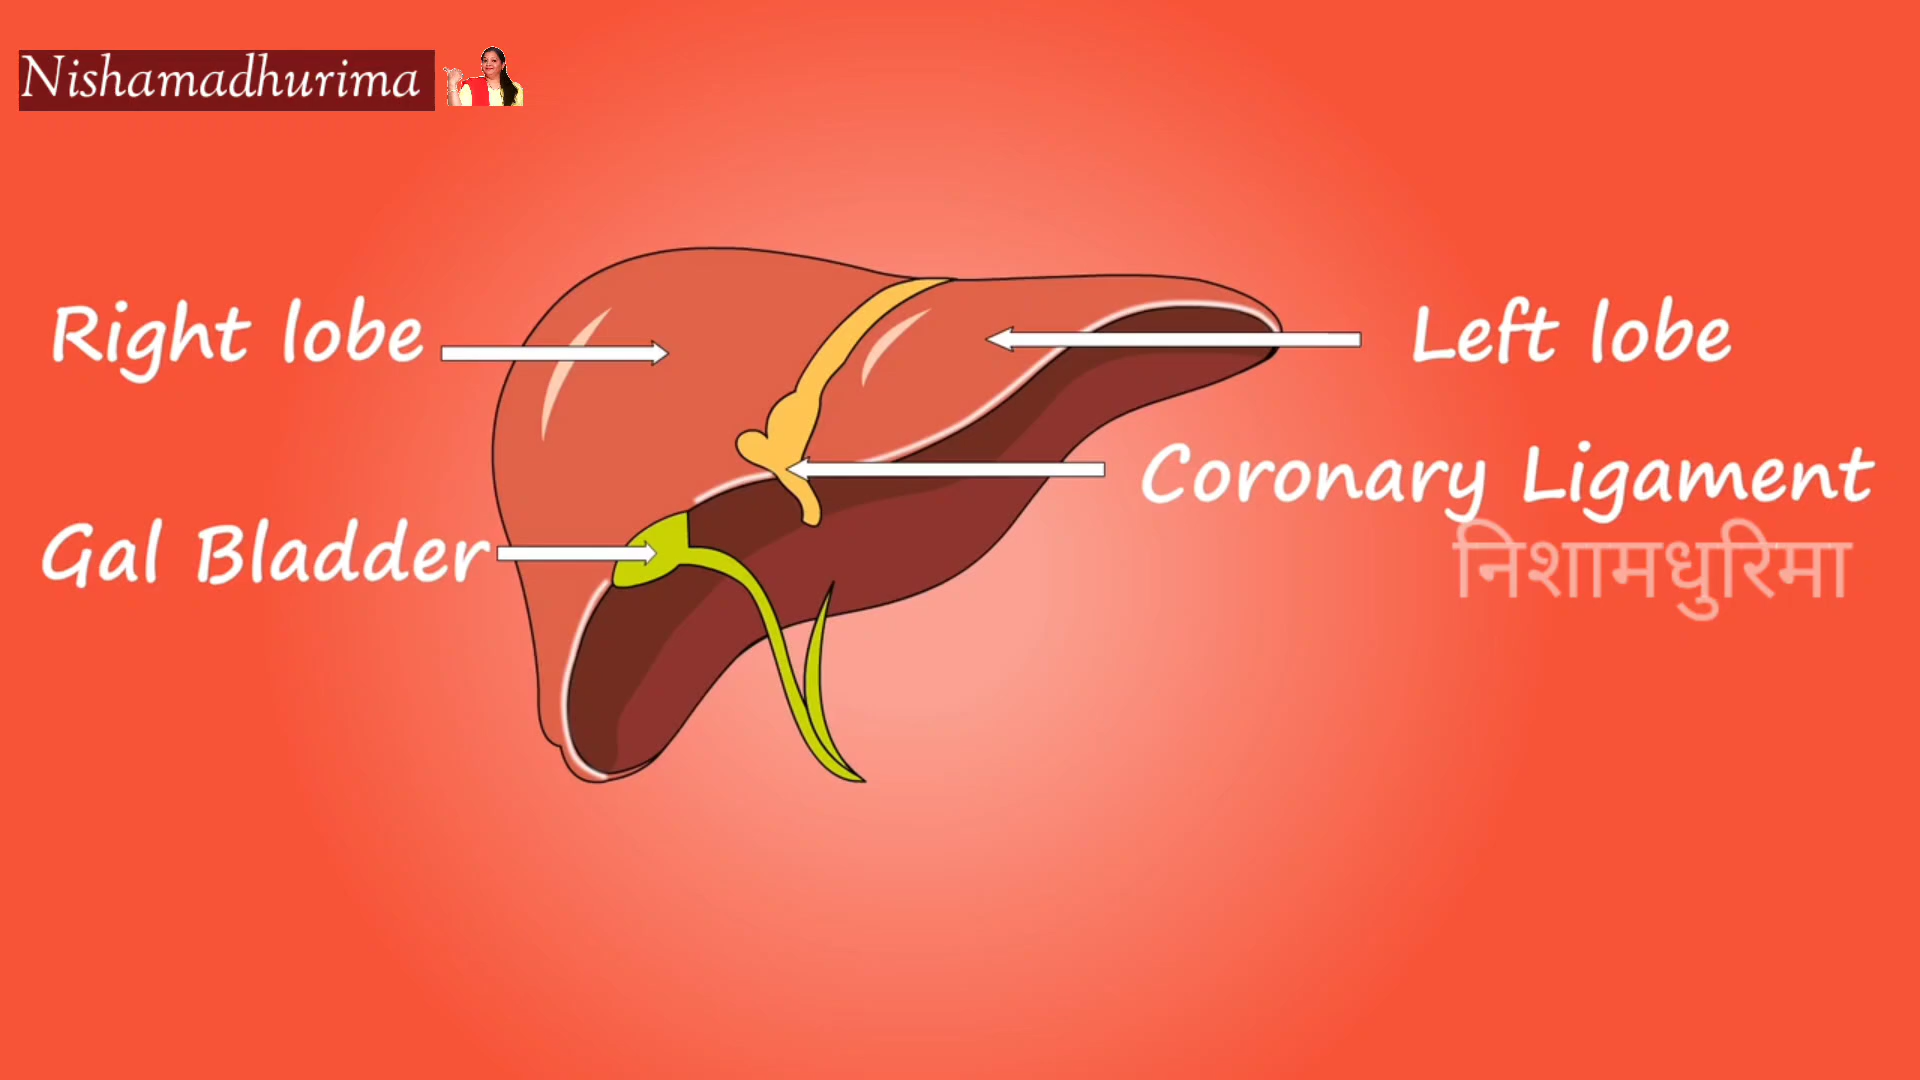 Nishamadhurima
Right lobe
Left lobe
Coronary Ligament
Gal Bladder
निशामधुरिमा